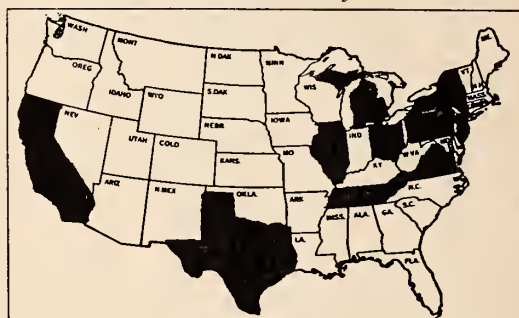 WASH
MONT
N.DAK
MINN
ME.
OREG
IDAHO
WYO
S.DAK
WIS
VT
MASS
NEV
UTAH
COLO
NEBR
IOWA
KANS.
MO
IND
KY
W.VA
ARIZ
N.MEX
OKLA.
ARK
N.C.
S.C.
MISS.
ALA.
GA.
LA.
FLA.